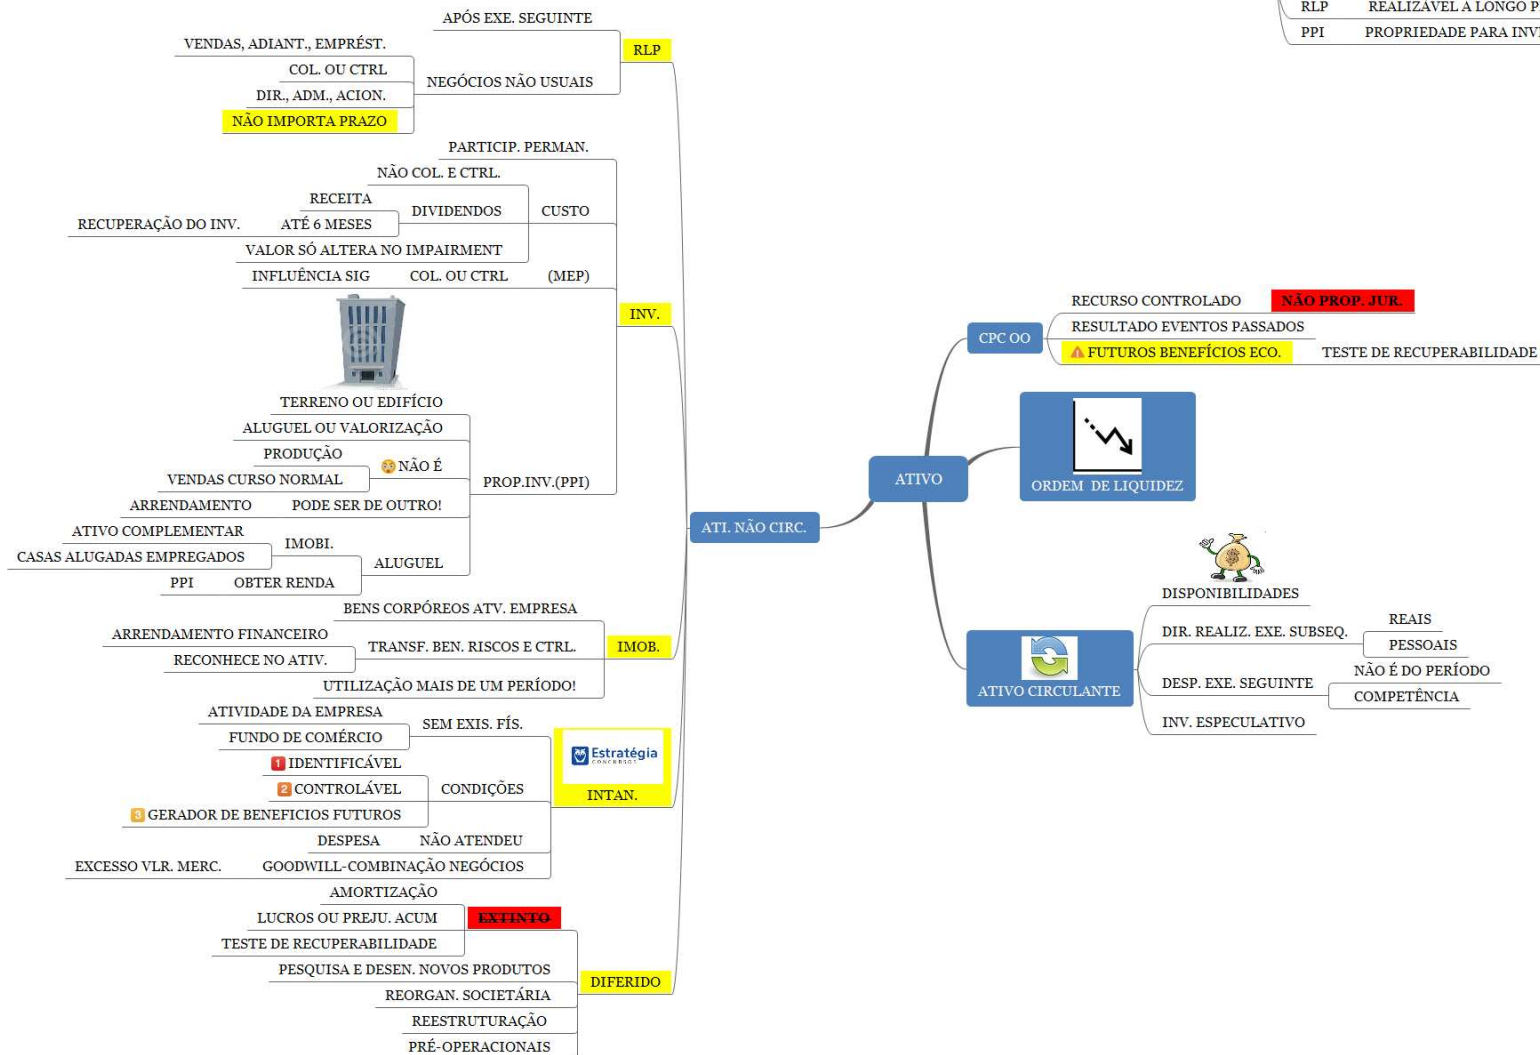 RLP REALIZÁVEL A LONGO
PPI PROPRIEDADE PARA
ATIVO
CPC OO
RECURSO CONTROLADO NÃO PROP. JUR.
RESULTADO EVENTOS PASSADOS
FUTUROS BENEFÍCIOS ECO. TESTE DE RECUPERABILIDADE
ORDEM DE LIQUIDEZ
ATIVO CIRCULANTE
DISPONIBILIDADES
DIR. REALIZ. EXE. SUBSEQ.
REAIS
PESSOAIS
DESP. EXE. SEGUINTE
NÃO É DO PERÍODO
COMPETÊNCIA
INV. ESPECULATIVO
ATI. NÃO CIRC.
RLP
APÓS EXE. SEGUINTE
NEGÓCIOS NÃO USUAIS
VENDAS, ADIANT., EMPRÉST.
COL. OU CTRL
DIR., ADM., ACION.
NÃO IMPORTA PRAZO
INV.
PARTICIP. PERMAN.
CUSTO
NÃO COL. E CTRL.
DIVIDENDOS
RECEITA
ATÉ 6 MESES
RECUPERAÇÃO DO INV.
VALOR SÓ ALTERA NO IMPAIRMENT
(MEP)
COL. OU CTRL
INFLUÊNCIA SIG
PROP.INV.(PPI)
TERRENO OU EDIFÍCIO
ALUGUEL OU VALORIZAÇÃO
NÃO É
PRODUÇÃO
VENDAS CURSO NORMAL
PODE SER DE OUTRO!
ARRENDAMENTO
ALUGUEL
IMOBI.
ATIVO COMPLEMENTAR
CASAS ALUGADAS EMPREGADOS
OBTER RENDA
PPI
IMOB.
BENS CORPÓREOS ATV. EMPRESA
TRANSF. BEN. RISCOS E CTRL.
ARRENDAMENTO FINANCEIRO
RECONHECE NO ATIV.
UTILIZAÇÃO MAIS DE UM PERÍODO!
Estratégia
CONCURSOS
INTAN.
SEM EXIS. FÍS.
ATIVIDADE DA EMPRESA
FUNDO DE COMÉRCIO
CONDIÇÕES
1 IDENTIFICÁVEL
2 CONTROLÁVEL
3 GERADOR DE BENEFICIOS FUTUROS
NÃO ATENDEU
DESPESA
GOODWILL-COMBINAÇÃO NEGÓCIOS
EXCESSO VLR. MERC.
DIFERIDO
EXTINTO
AMORTIZAÇÃO
LUCROS OU PREJU. ACUM
TESTE DE RECUPERABILIDADE
PESQUISA E DESEN. NOVOS PRODUTOS
REORGAN. SOCIETÁRIA
REESTRUTURAÇÃO
PRÉ-OPERACIONAIS